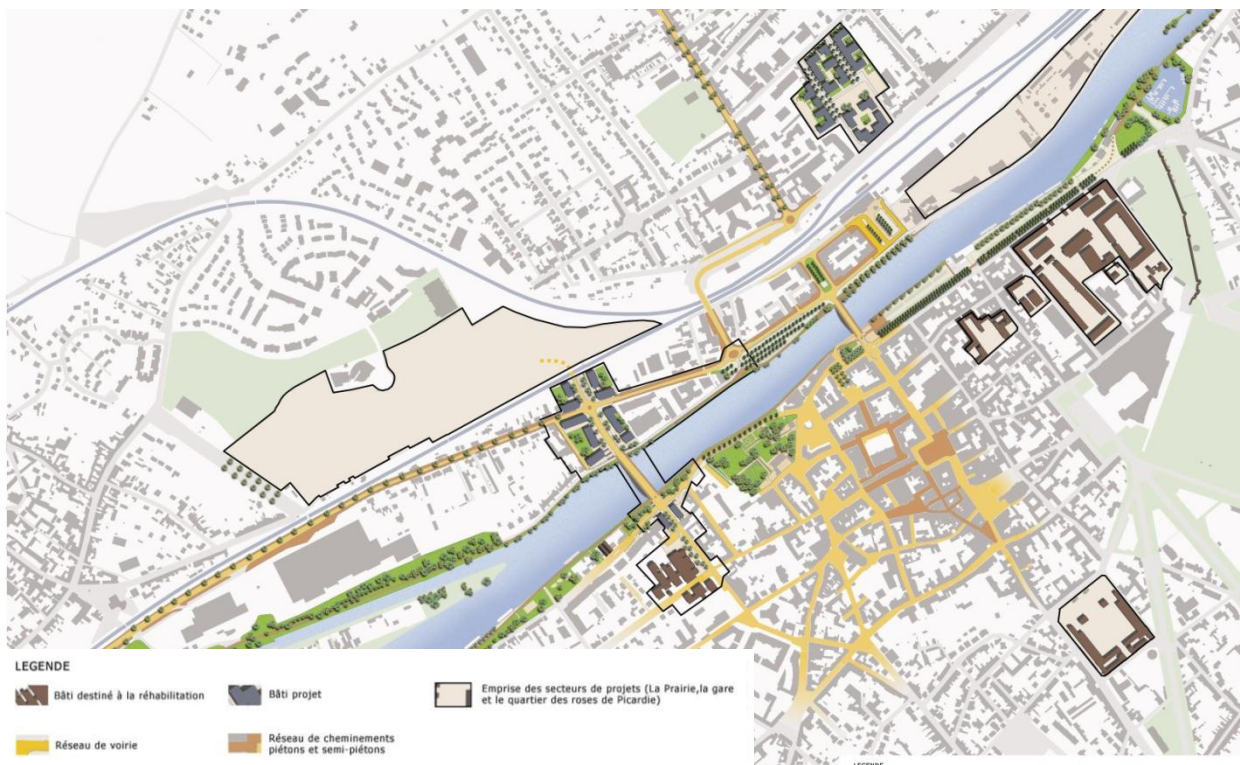 LEGENDE
Bâti destiné à la réhabilitation
Bâti projet
Emprise des secteurs de projets (La Prairie,la gare
et le quartier des roses de Picardie)
Réseau de voirie
Réseau de cheminements
piétons et semi-piétons
LEGENDE